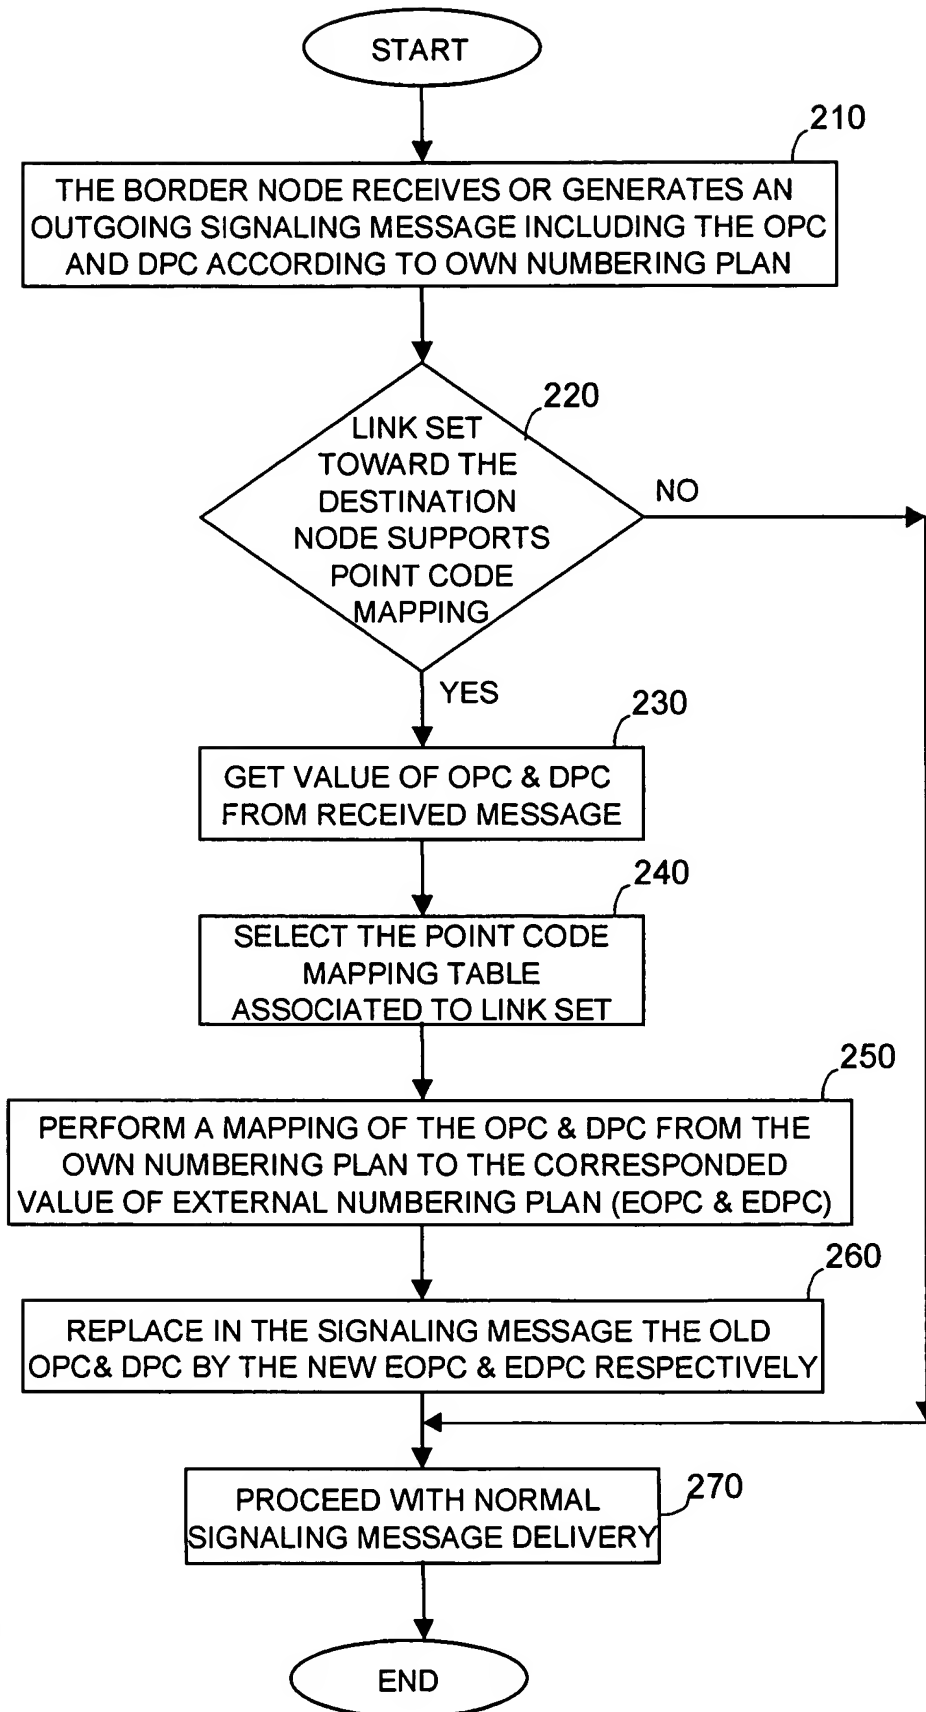 START
210
THE BORDER NODE RECEIVES OR GENERATES AN
OUTGOING SIGNALING MESSAGE INCLUDING THE OPC
AND DPC ACCORDING TO OWN NUMBERING PLAN
220
LINK SET
TOWARD THE
DESTINATION
NODE SUPPORTS
POINT CODE
MAPPING
NO
YES
230
GET VALUE OF OPC & DPC
FROM RECEIVED MESSAGE
240
SELECT THE POINT CODE
MAPPING TABLE
ASSOCIATED TO LINK SET
250
PERFORM A MAPPING OF THE OPC & DPC FROM THE
OWN NUMBERING PLAN TO THE CORRESPONDED
VALUE OF EXTERNAL NUMBERING PLAN (EOPC & EDPC)
260
REPLACE IN THE SIGNALING MESSAGE THE OLD
OPC& DPC BY THE NEW EOPC & EDPC RESPECTIVELY
270
PROCEED WITH NORMAL
SIGNALING MESSAGE DELIVERY
END